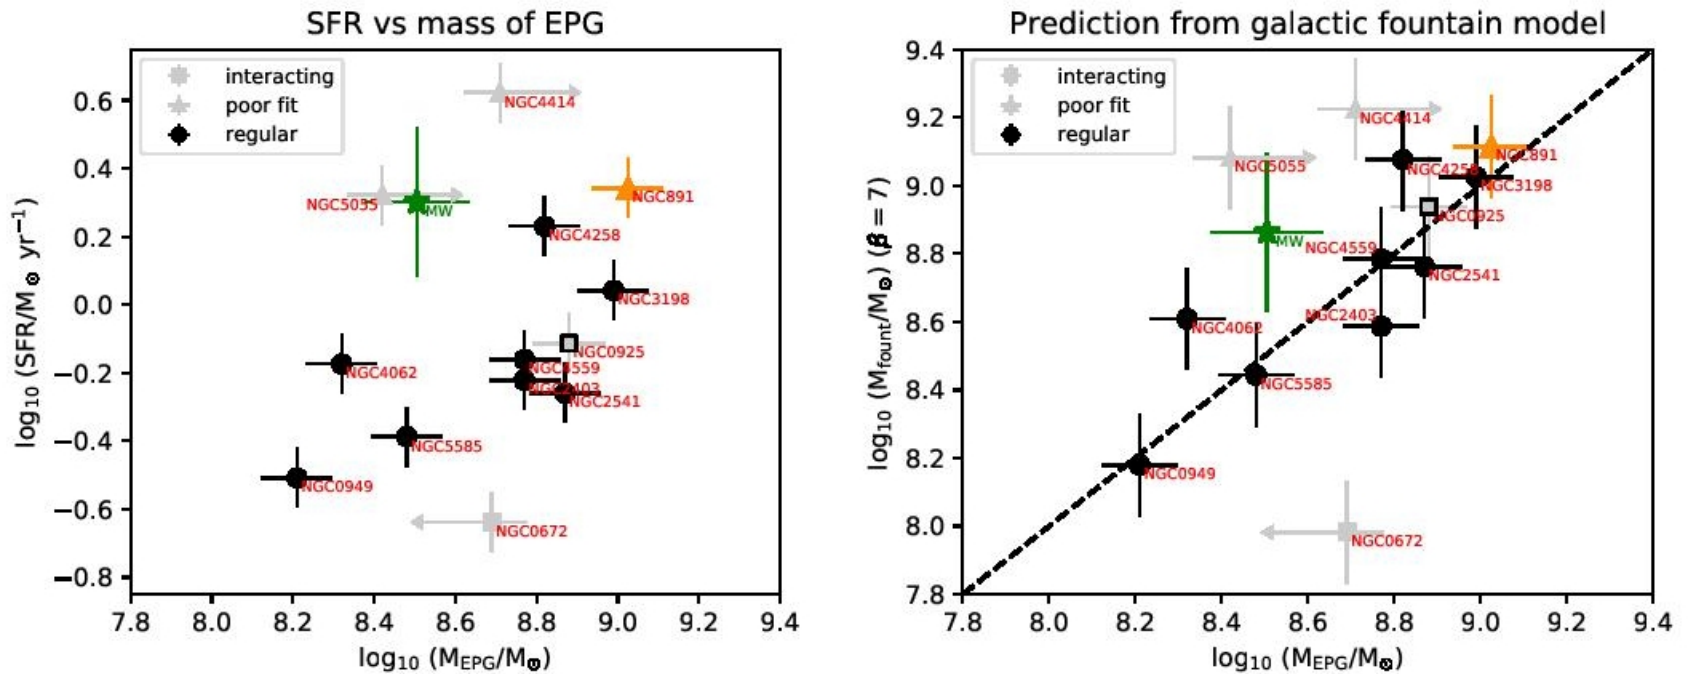 SFR vs mass of EPG
interacting
poor fit
regular
NGC4414
NGC5055
MW
NGC891
NGC4258
NGC3198
NGC0925
NGC4559
NGC2403
NGC2541
NGC4062
NGC5585
NGC0949
NGC0672
0.6
0.4
0.2
0.0
−0.2
−0.4
−0.6
−0.8
log₁₀ (SFR/M⊙ yr⁻¹)
7.8 8.0 8.2 8.4 8.6 8.8 9.0 9.2 9.4
log₁₀ (M_EPG/M⊙)
Prediction from galactic fountain model
interacting
poor fit
regular
NGC4414
NGC5055
NGC4258
NGC891
NGC3198
NGC0925
MW
NGC4559
NGC2541
NGC2403
NGC4062
NGC5585
NGC0949
NGC0672
9.4
9.2
9.0
8.8
8.6
8.4
8.2
8.0
7.8
log₁₀ (M_fount/M⊙) (β = 7)
7.8 8.0 8.2 8.4 8.6 8.8 9.0 9.2 9.4
log₁₀ (M_EPG/M⊙)